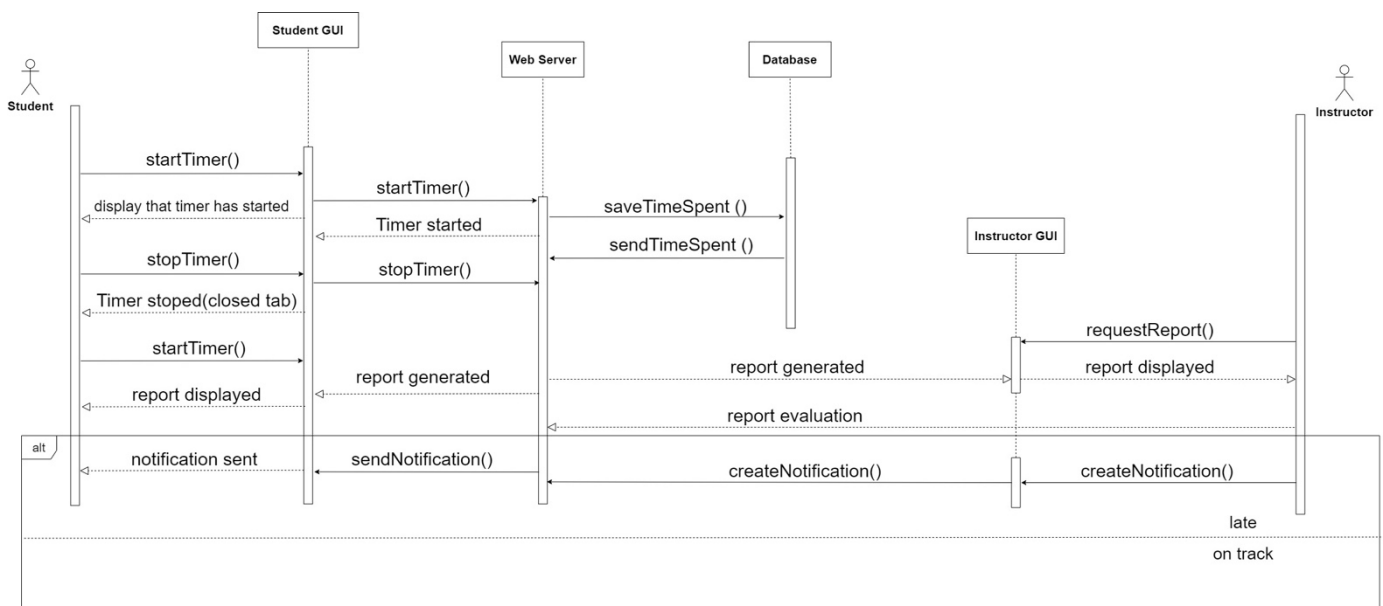 Student GUI
Web Server
Database
Student
Instructor
startTimer()
startTimer()
display that timer has started
saveTimeSpent ()
Timer started
Instructor GUI
sendTimeSpent ()
stopTimer()
stopTimer()
Timer stoped(closed tab)
requestReport()
startTimer()
report generated
report generated
report displayed
report displayed
report evaluation
alt
notification sent
sendNotification()
createNotification()
createNotification()
late
on track